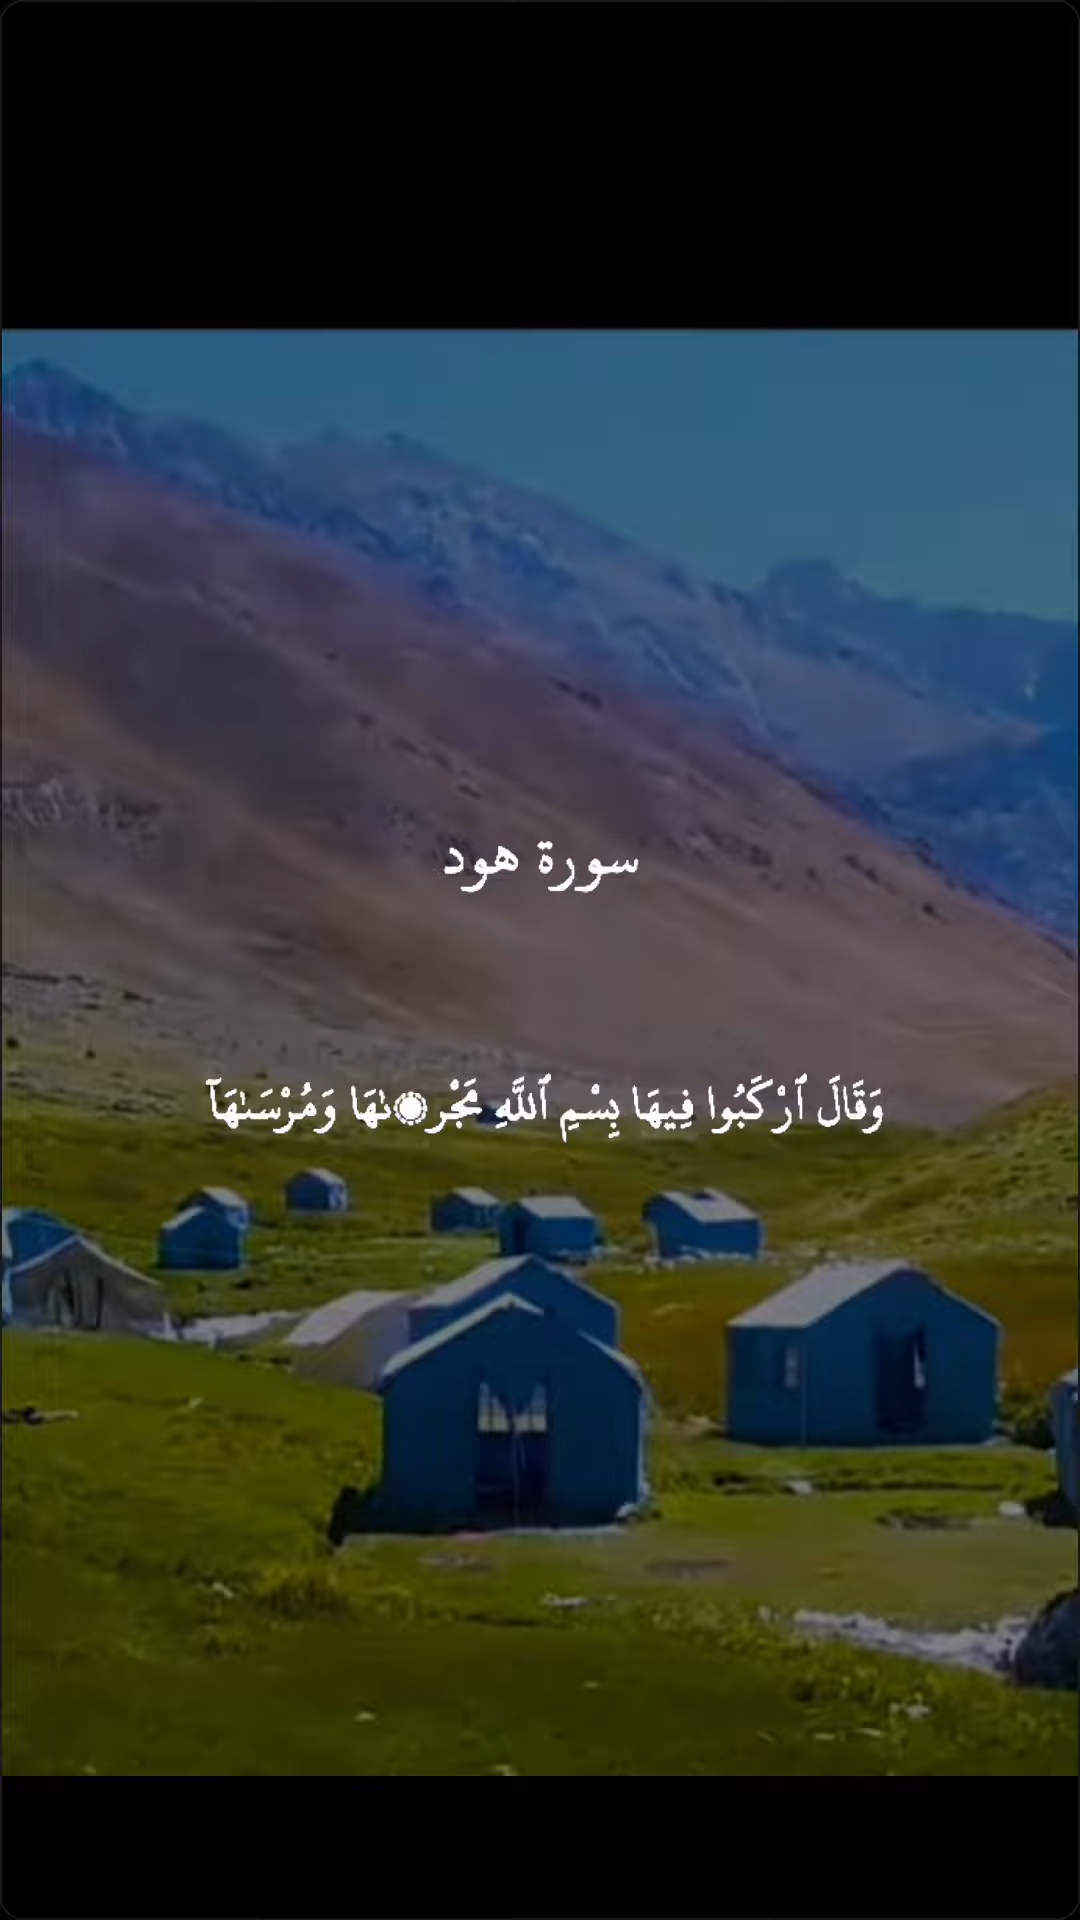 سورة هود
وَقَالَ ٱرْكَبُوا فِيهَا بِسْمِ ٱللَّهِ مَجْر۪ىٰهَا وَمُرْسَىٰهَآ